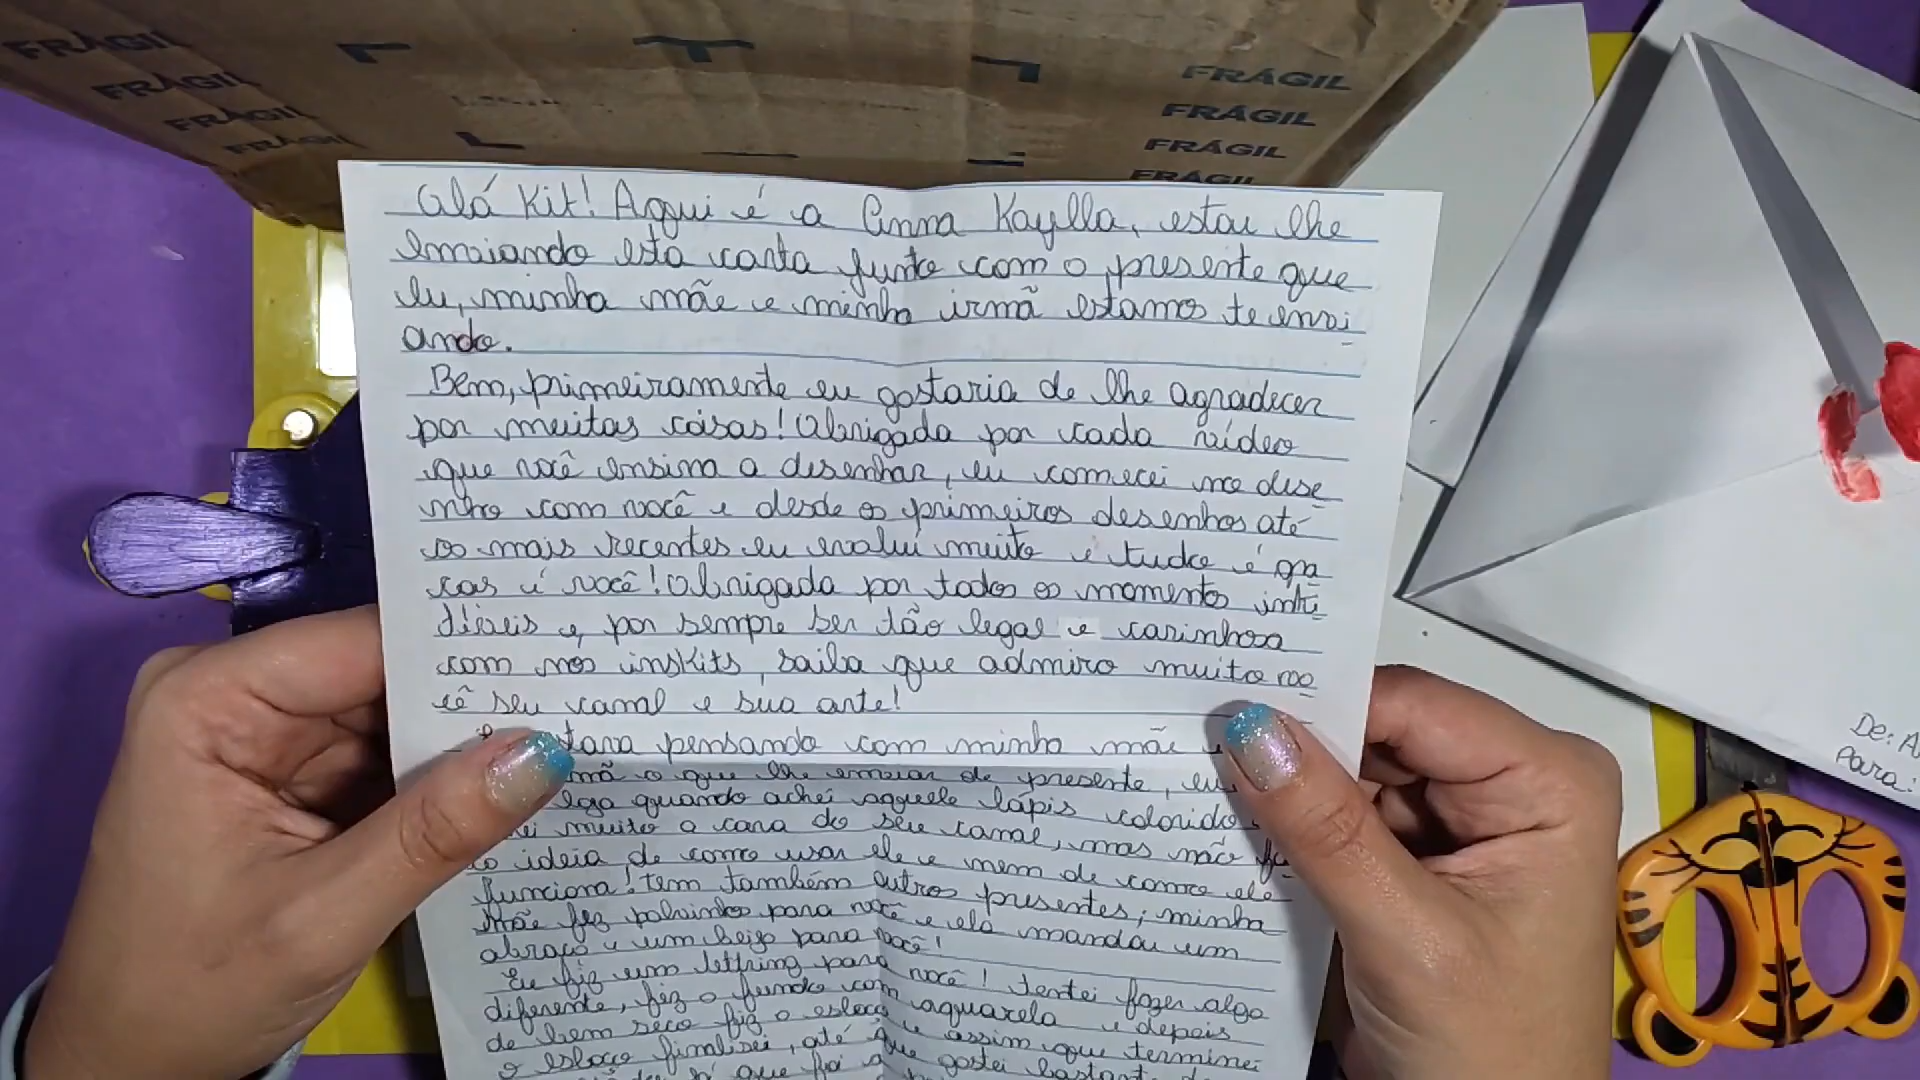 FRÁGIL
FRÁGIL
FRÁGIL
FRÁGIL
FRÁGIL
FRÁGIL
FRÁGIL
FRÁGIL
Olá Kit! Aqui é a Anna Kaylla, estou lhe
enviando esta carta junto com o presente que
eu, minha mãe e minha irmã estamos te envi
ando.
Bem, primeiramente eu gostaria de lhe agradecer
por muitas coisas! Obrigada por cada vídeo
que você ensina a desenhar, eu comecei no dese
nho com você e desde os primeiros desenhos até
os mais recentes eu evolui muito e tudo é gra
ças á você! Obrigada por todos os momentos
e, por sempre ser tão legal e carinhosa
com nós inskits, saiba que admiro muito vo
cê seu canal e sua arte!
tava pensando com minha mãe e
mã o que lhe enviar de presente, eu
quando achei aquele lápis colorido
muito a cara do seu canal, mas não
ideia de como usar ele e nem de como ele
funciona! Tem também outros presentes; minha
mãe fez para você e ela mandou um
abraço e um beijo para você!
Eu fiz um lettring para você! Tentei fazer algo
diferente, fiz o fundo com aquarela e depois
de bem seco fiz o esboço e assim que terminei
o esboço finalizei, até que gostei bastante
que foi a
De: A
Para: